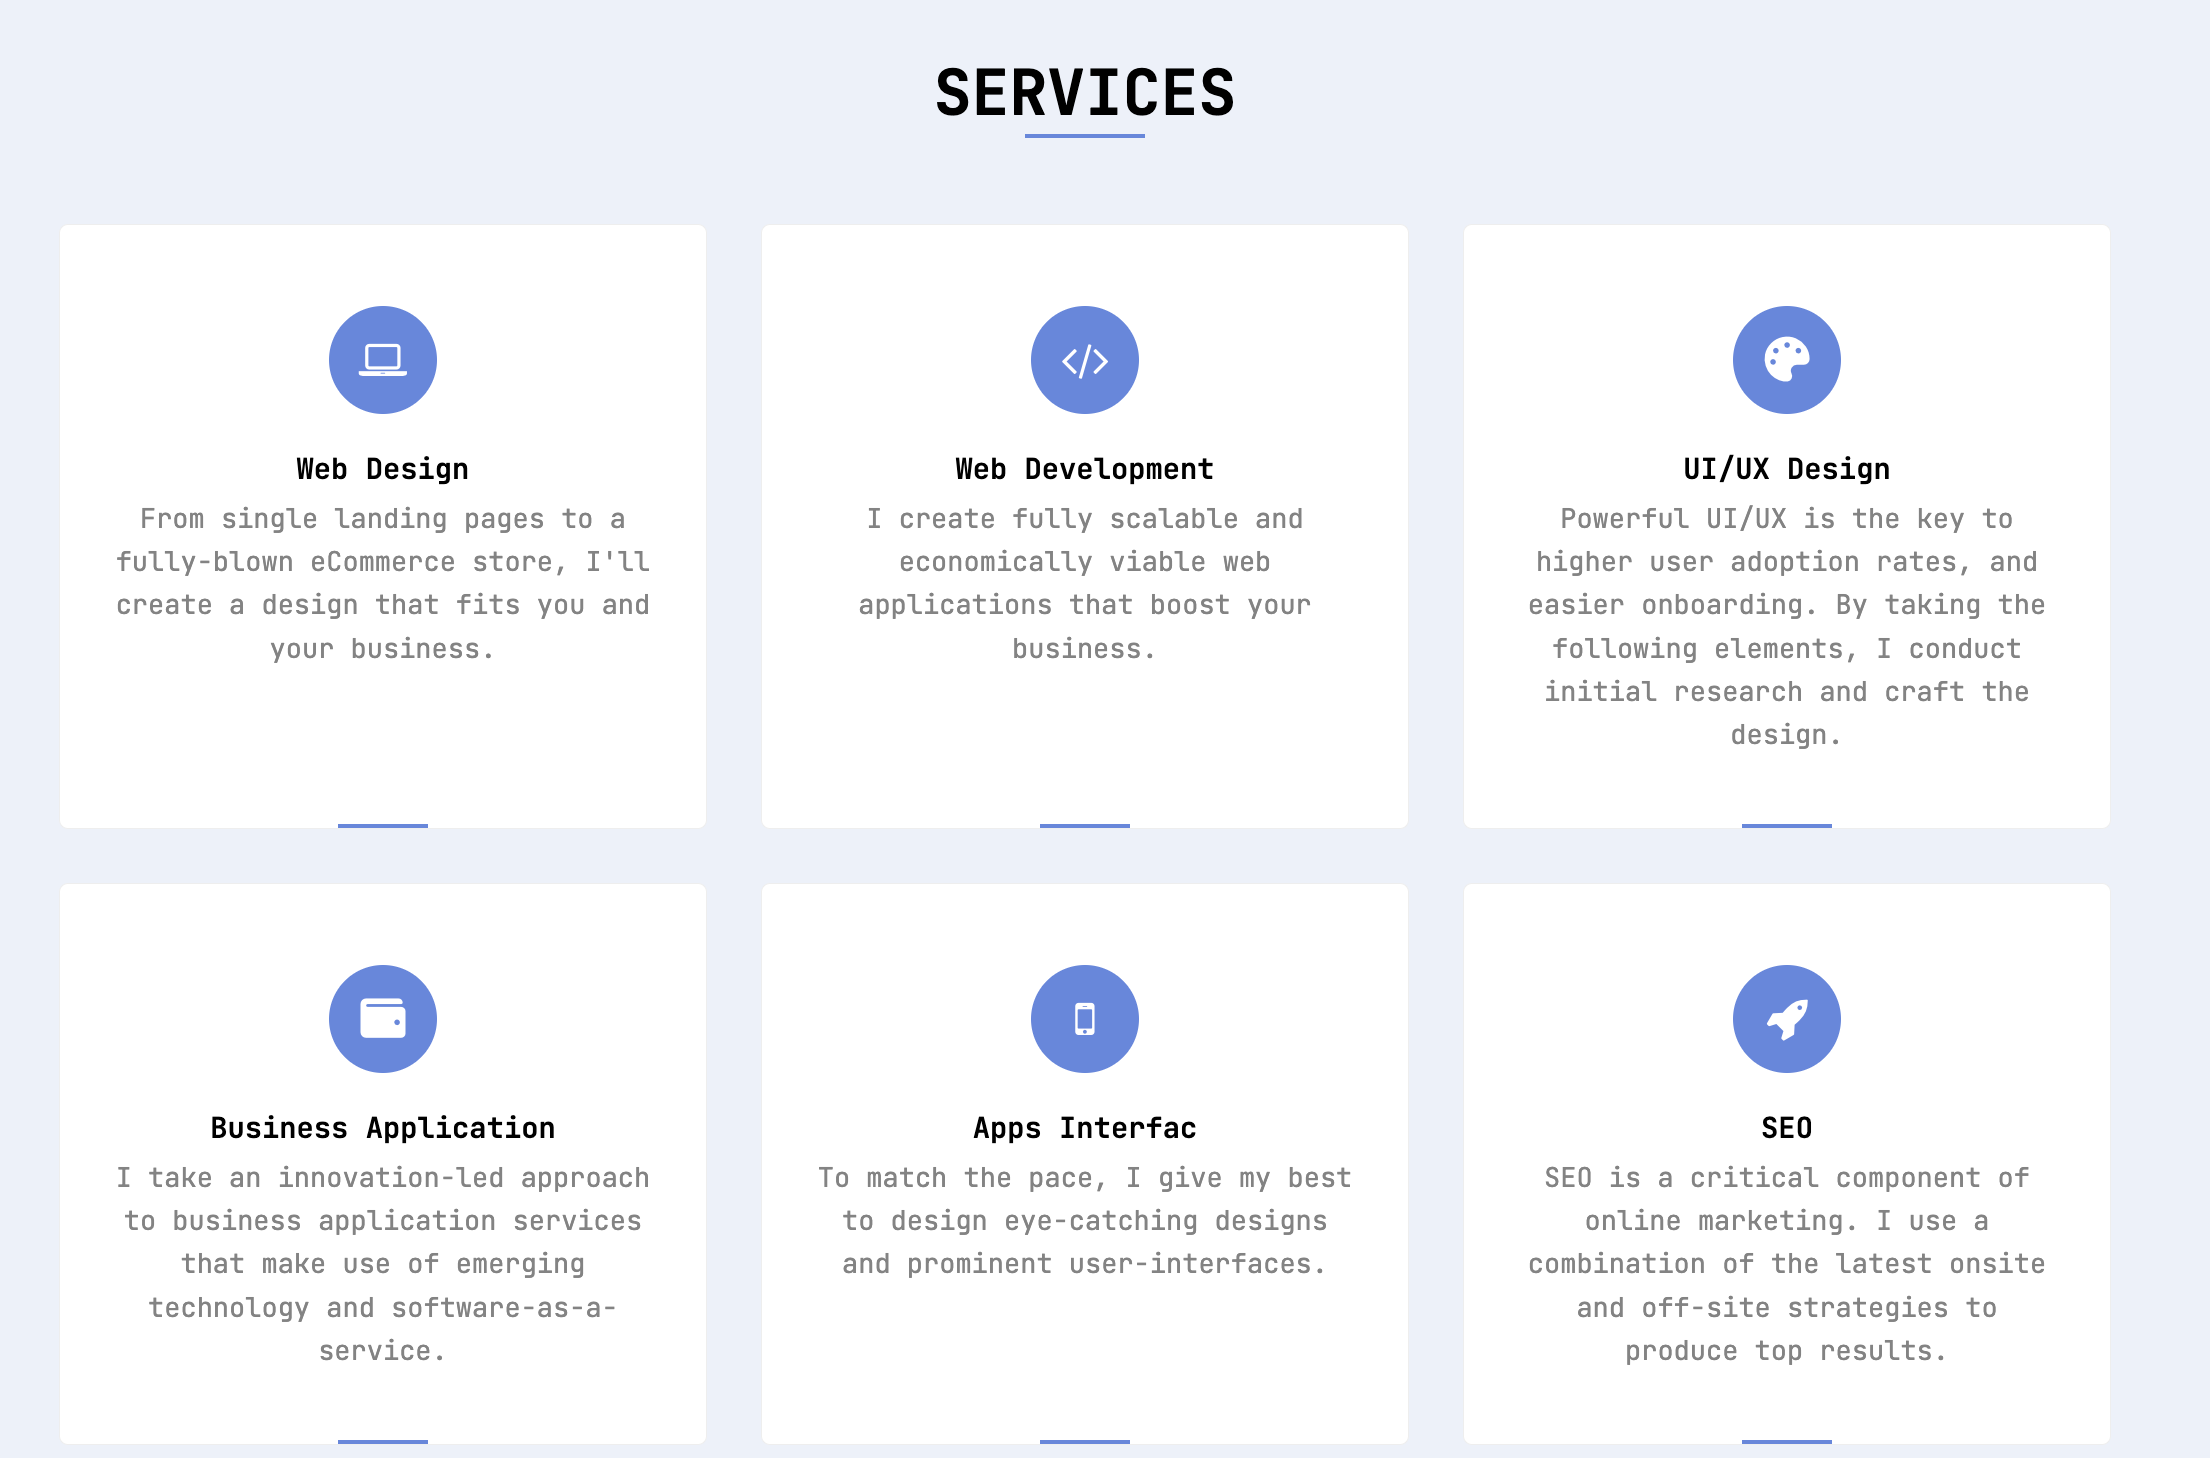 SERVICES
Web Design
From single landing pages to a
fully-blown eCommerce store, I'll
create a design that fits you and
your business.
Web Development
I create fully scalable and
economically viable web
applications that boost your
business.
UI/UX Design
Powerful UI/UX is the key to
higher user adoption rates, and
easier onboarding. By taking the
following elements, I conduct
initial research and craft the
design.
Business Application
I take an innovation-led approach
to business application services
that make use of emerging
technology and software-as-a-
service.
Apps Interfac
To match the pace, I give my best
to design eye-catching designs
and prominent user-interfaces.
SEO
SEO is a critical component of
online marketing. I use a
combination of the latest onsite
and off-site strategies to
produce top results.